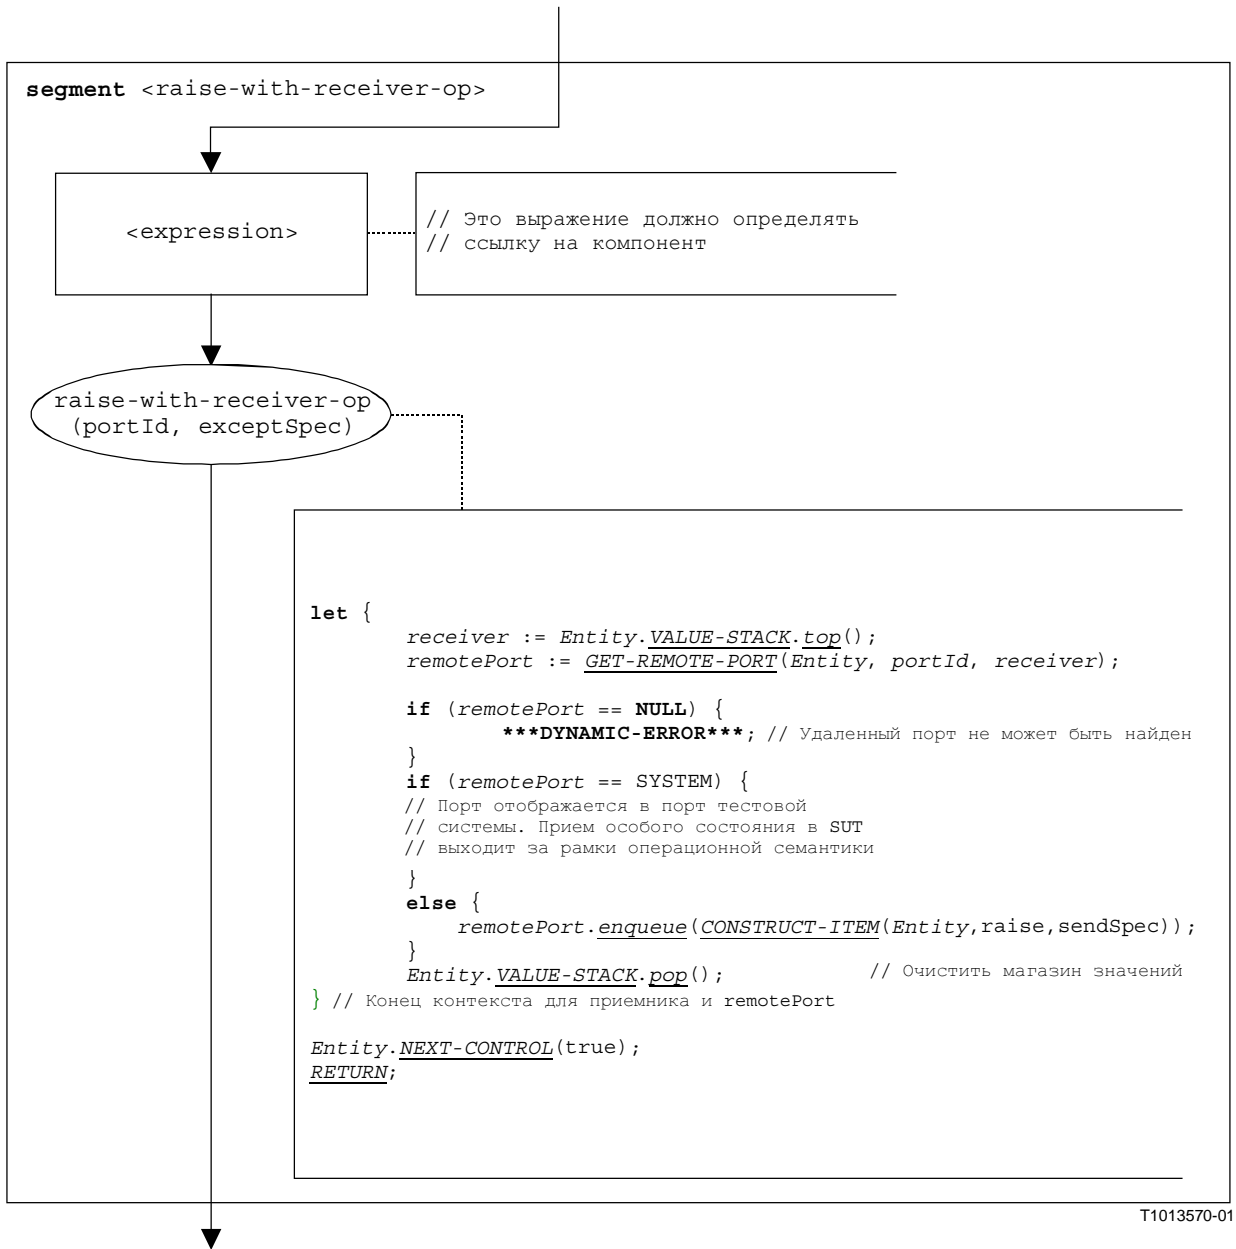 segment <raise-with-receiver-op>
<expression>
// Это выражение должно определять
// ссылку на компонент
raise-with-receiver-op
(portId, exceptSpec)
let {
receiver := Entity.VALUE-STACK.top();
remotePort := GET-REMOTE-PORT(Entity, portId, receiver);
if (remotePort == NULL) {
***DYNAMIC-ERROR***; // Удаленный порт не может быть найден
}
if (remotePort == SYSTEM) {
// Порт отображается в порт тестовой
// системы. Прием особого состояния в SUT
// выходит за рамки операционной семантики
}
else {
remotePort.enqueue(CONSTRUCT-ITEM(Entity,raise,sendSpec));
}
Entity.VALUE-STACK.pop(); // Очистить магазин значений
} // Конец контекста для приемника и remotePort
Entity.NEXT-CONTROL(true);
RETURN;
T1013570-01